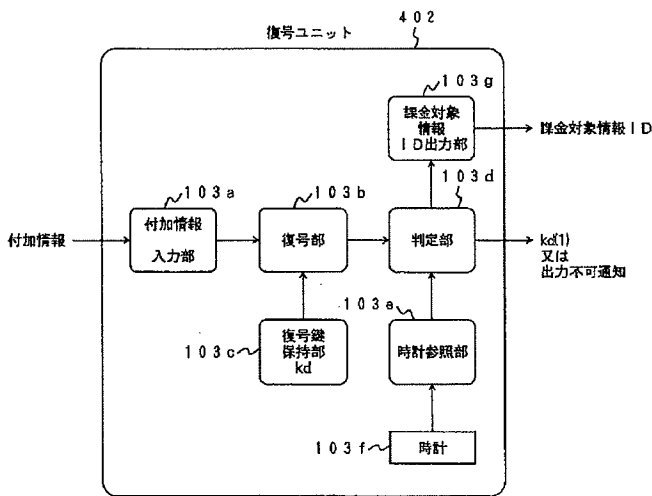 402
復号ユニット
103g
課金対象
情報
ID出力部
課金対象情報ID
103a
103b
103d
付加情報
付加情報
入力部
復号部
判定部
kd(1)
又は
出力不可通知
103e
103c
復号鍵
保持部
kd
時計参照部
103f
時計